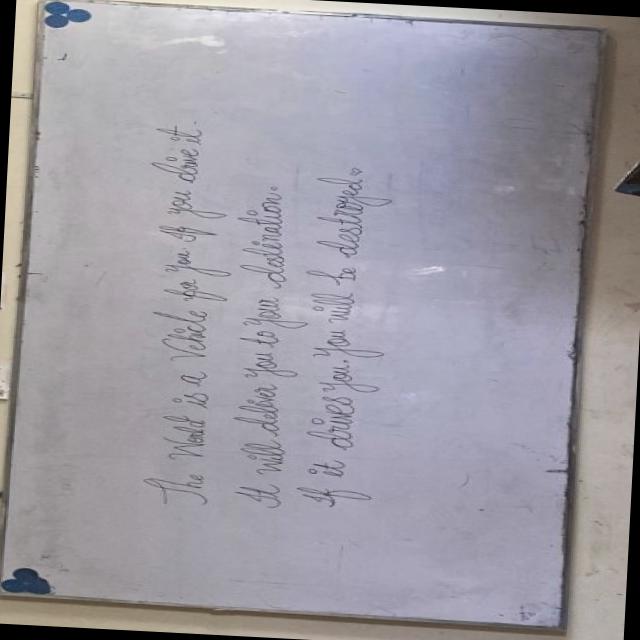 The World is a Vehicle for you If you drive it.
It will deliver you to your destination.
If it drives you, you will be destroyed.